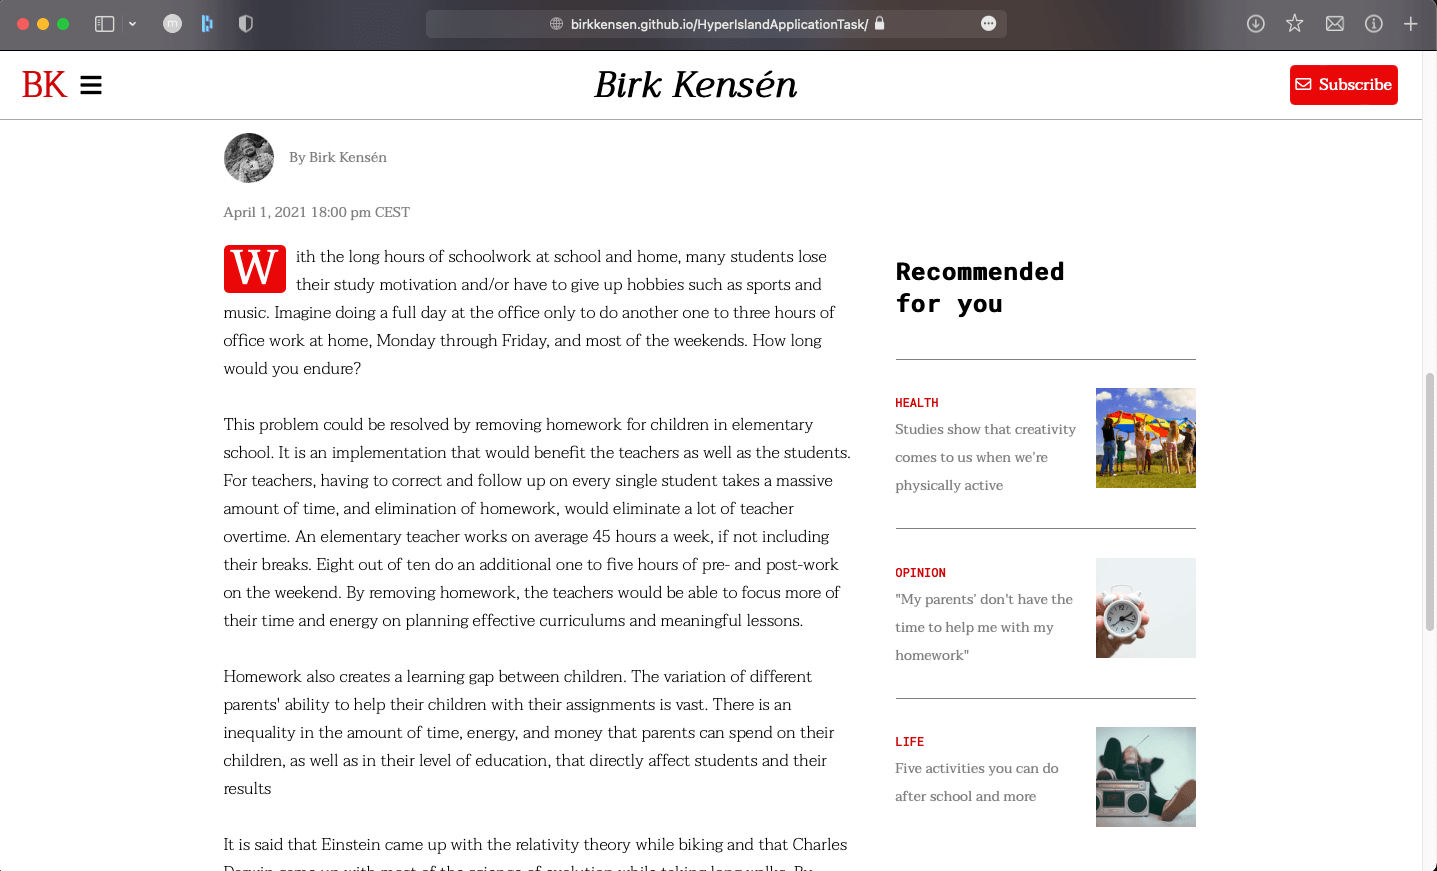 m
birkkensen.github.io/HyperIslandApplicationTask/
BK
Birk Kensén
Subscribe
By Birk Kensén
April 1, 2021 18:00 pm CEST
With the long hours of schoolwork at school and home, many students lose
their study motivation and/or have to give up hobbies such as sports and
music. Imagine doing a full day at the office only to do another one to three hours of
office work at home, Monday through Friday, and most of the weekends. How long
would you endure?
This problem could be resolved by removing homework for children in elementary
school. It is an implementation that would benefit the teachers as well as the students.
For teachers, having to correct and follow up on every single student takes a massive
amount of time, and elimination of homework, would eliminate a lot of teacher
overtime. An elementary teacher works on average 45 hours a week, if not including
their breaks. Eight out of ten do an additional one to five hours of pre- and post-work
on the weekend. By removing homework, the teachers would be able to focus more of
their time and energy on planning effective curriculums and meaningful lessons.
Homework also creates a learning gap between children. The variation of different
parents' ability to help their children with their assignments is vast. There is an
inequality in the amount of time, energy, and money that parents can spend on their
children, as well as in their level of education, that directly affect students and their
results
It is said that Einstein came up with the relativity theory while biking and that Charles
Darwin came up with most of the science of evolution while taking long walks. By
Recommended
for you
HEALTH
Studies show that creativity
comes to us when we're
physically active
OPINION
"My parents' don't have the
time to help me with my
homework"
LIFE
Five activities you can do
after school and more